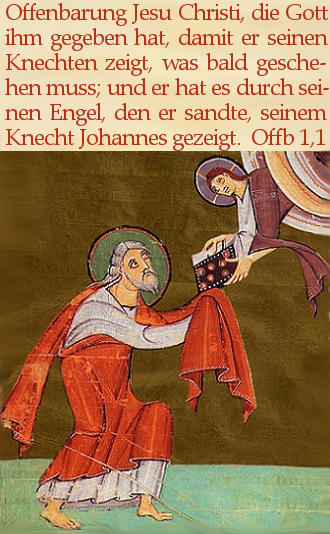 Offenbarung Jesu Christi, die Gott
ihm gegeben hat, damit er seinen
Knechten zeigt, was bald gesche-
hen muss; und er hat es durch sei-
nen Engel, den er sandte, seinem
Knecht Johannes gezeigt. Offb 1,1